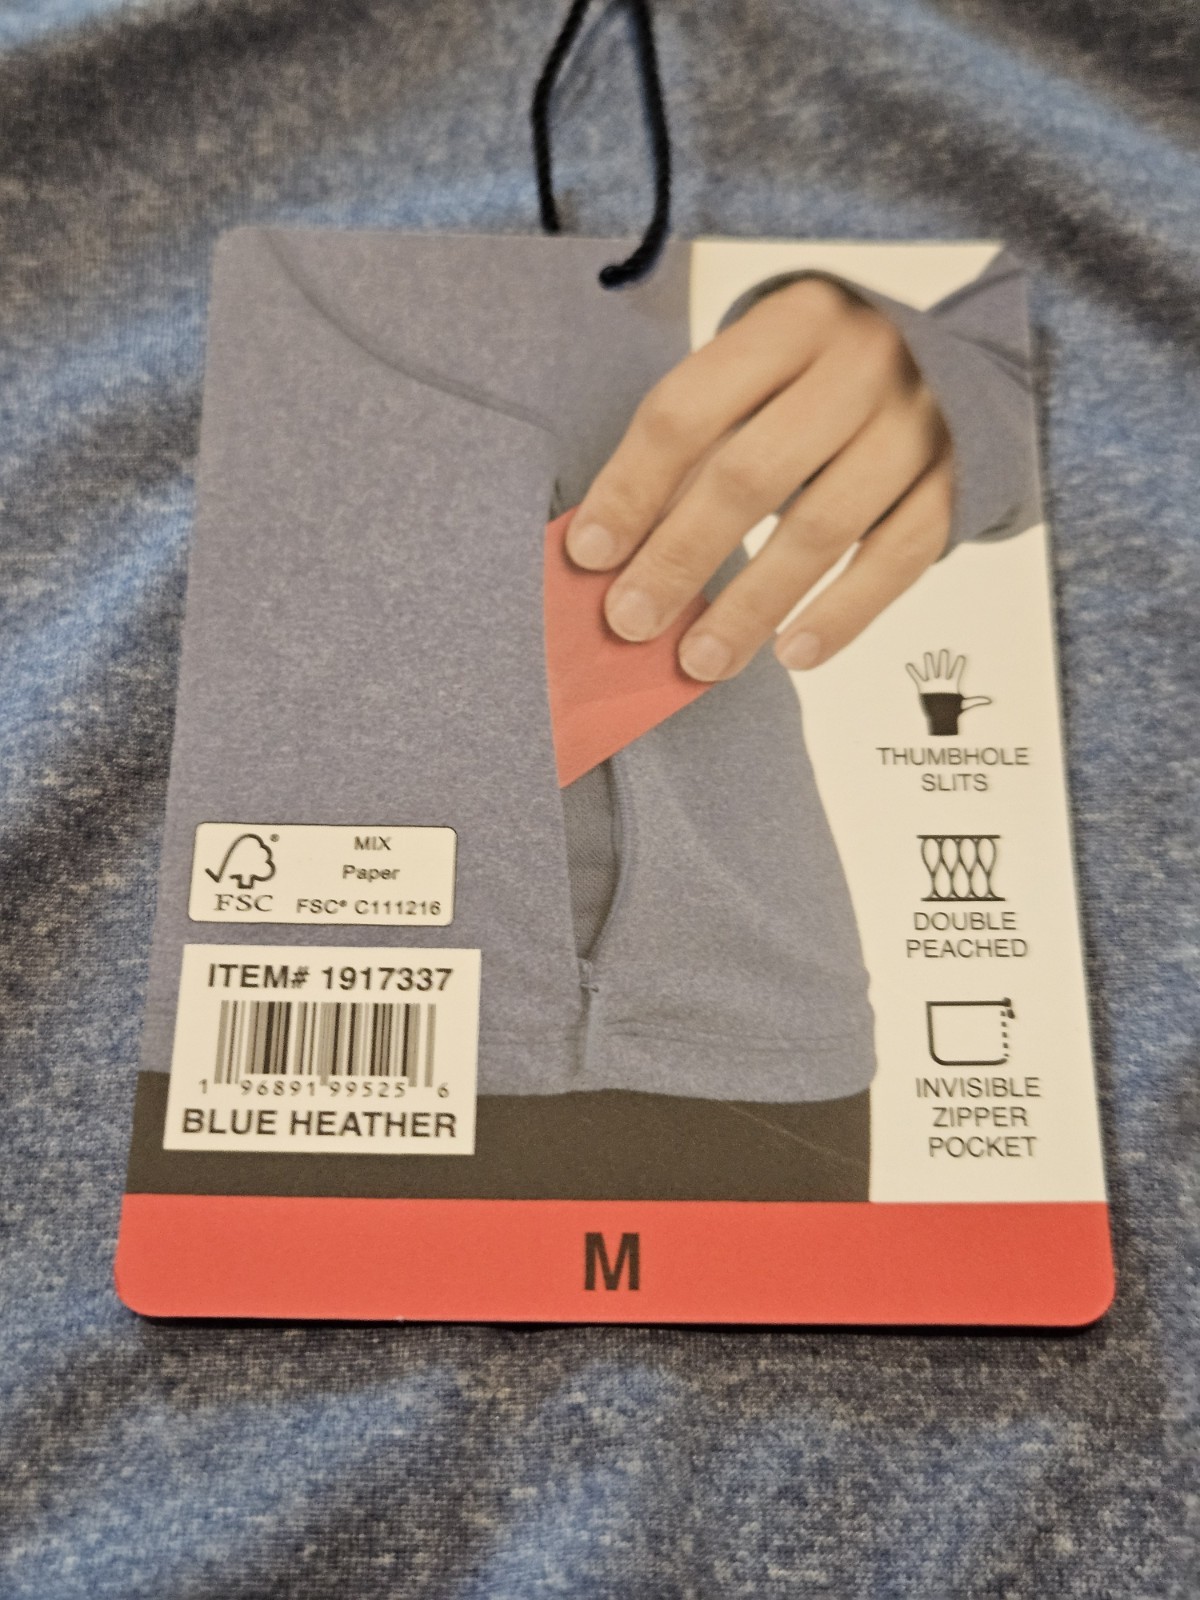 THUMBHOLE
SLITS
DOUBLE
PEACHED
INVISIBLE
ZIPPER
POCKET
FSC®
MIX
Paper
FSC® C111216
ITEM# 1917337
1 96891 99525 6
BLUE HEATHER
M